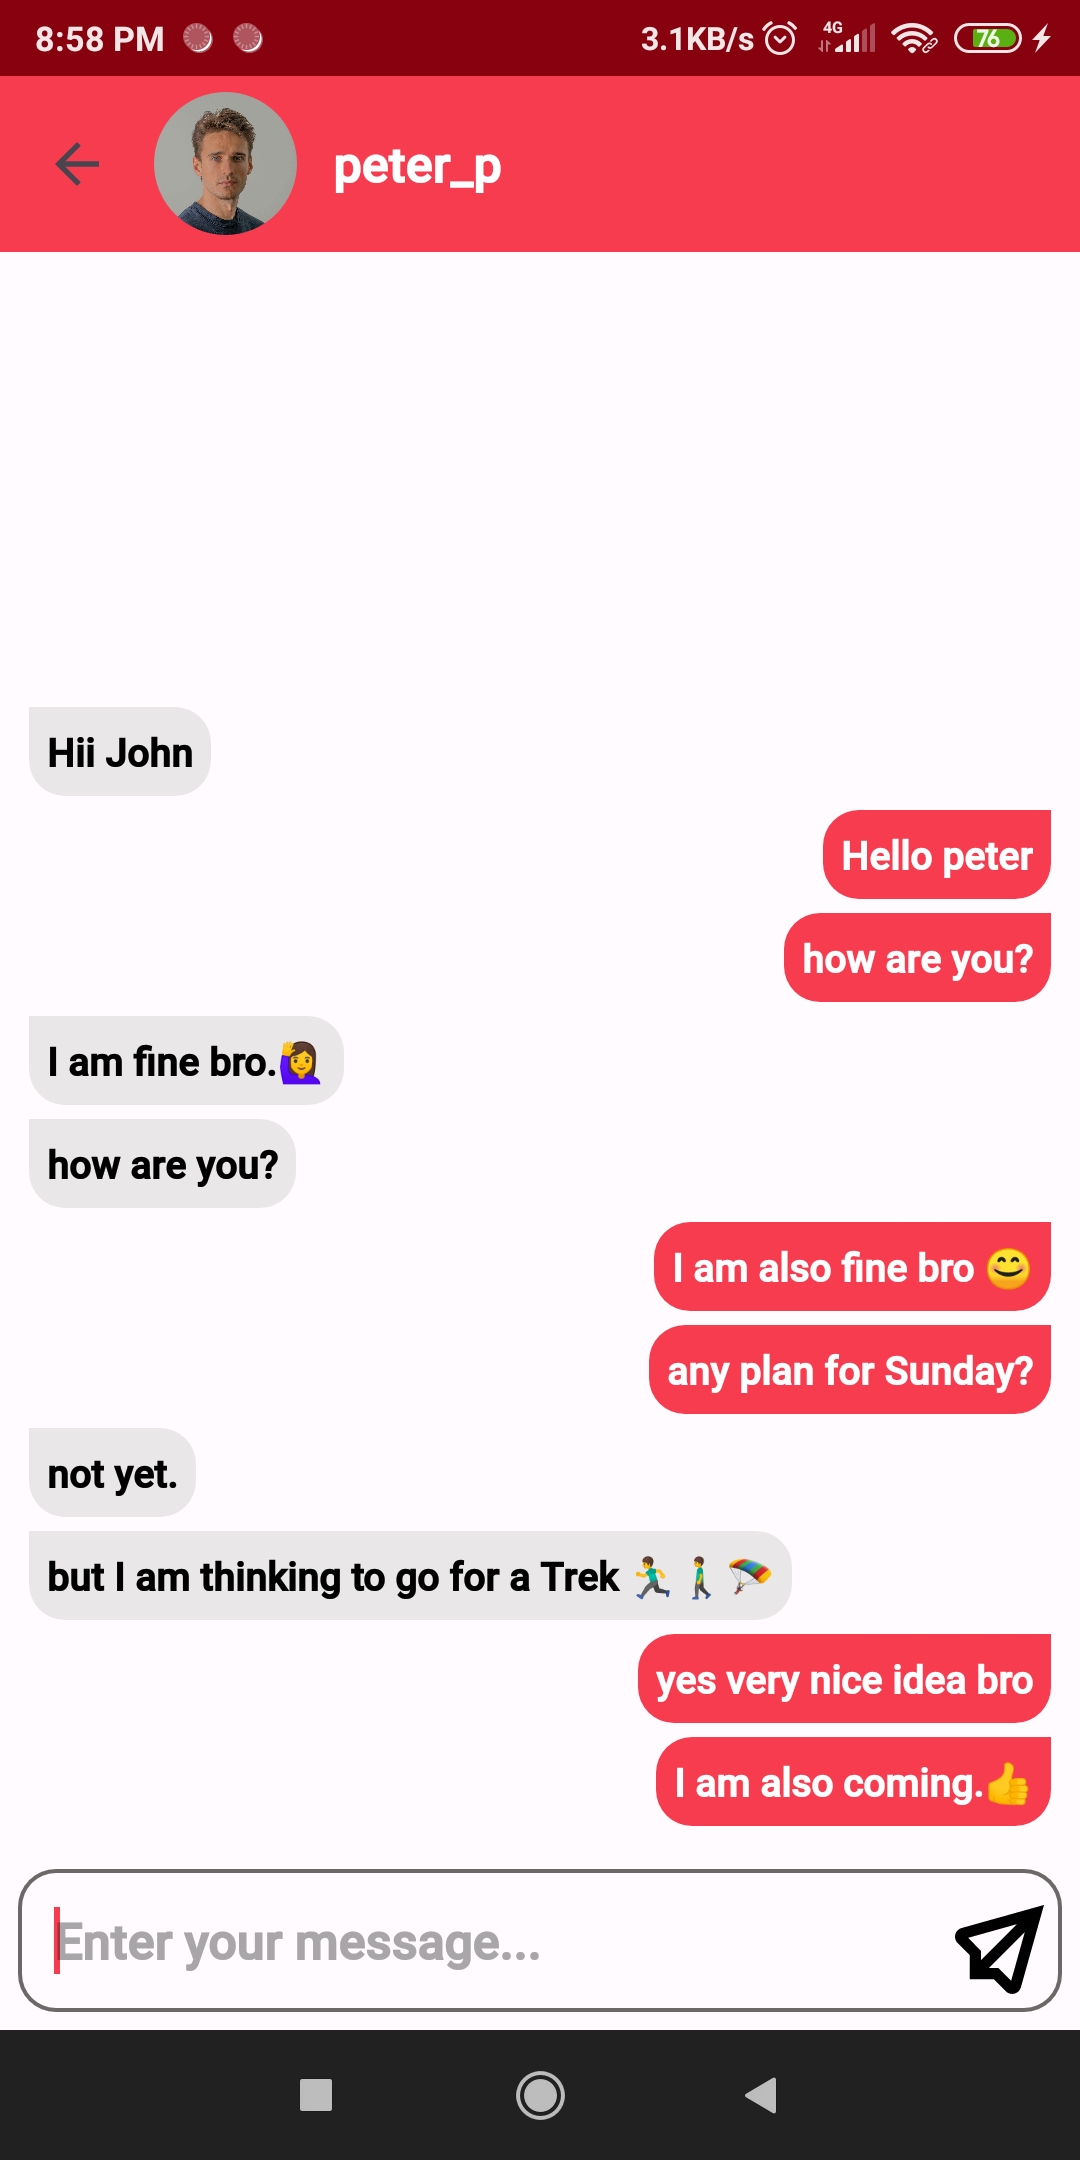 8:58 PM 3.1KB/s 4G 76
peter_p
Hii John
Hello peter
how are you?
I am fine bro.🙋‍♀️
how are you?
I am also fine bro 😊
any plan for Sunday?
not yet.
but I am thinking to go for a Trek 🏃‍♂️🚶‍♂️🪂
yes very nice idea bro
I am also coming.👍
Enter your message...